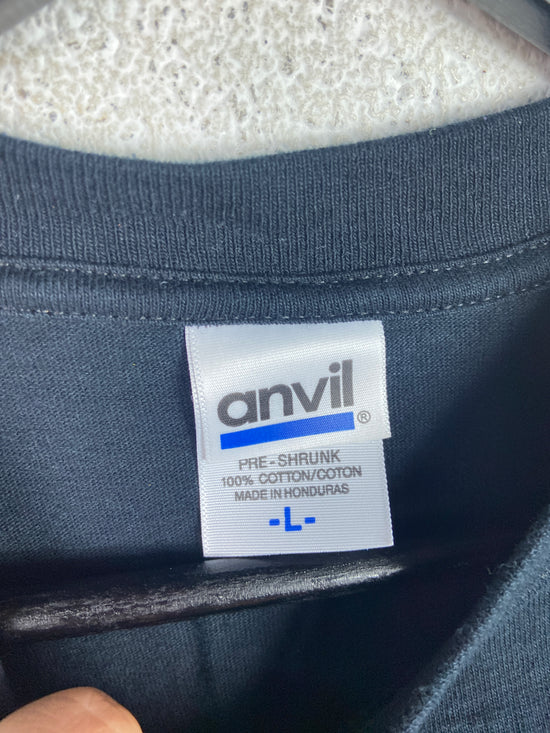 anvil®
PRE-SHRUNK
100% COTTON/COTON
MADE IN HONDURAS
-L-